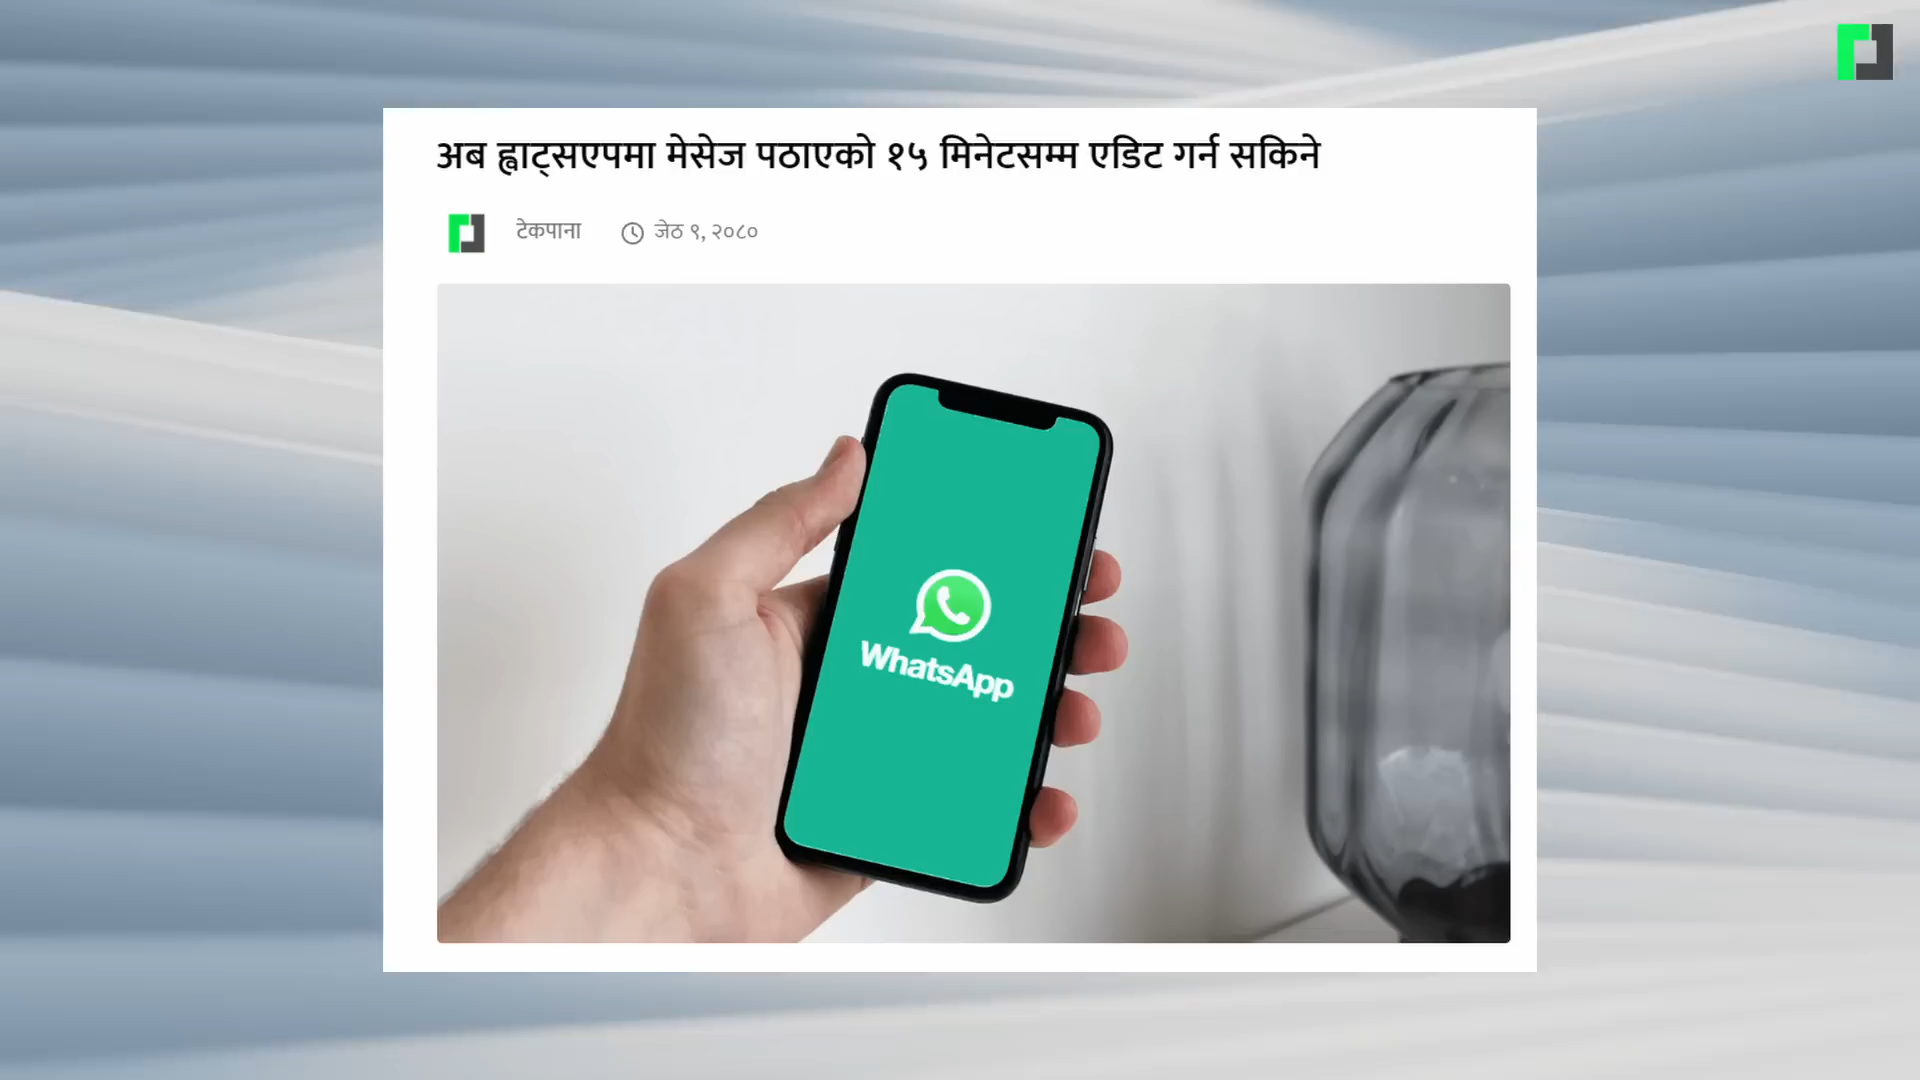 अब ह्वाट्सएपमा मेसेज पठाएको १५ मिनेटसम्म एडिट गर्न सकिने
टेकपाना जेठ ९, २०८०
WhatsApp